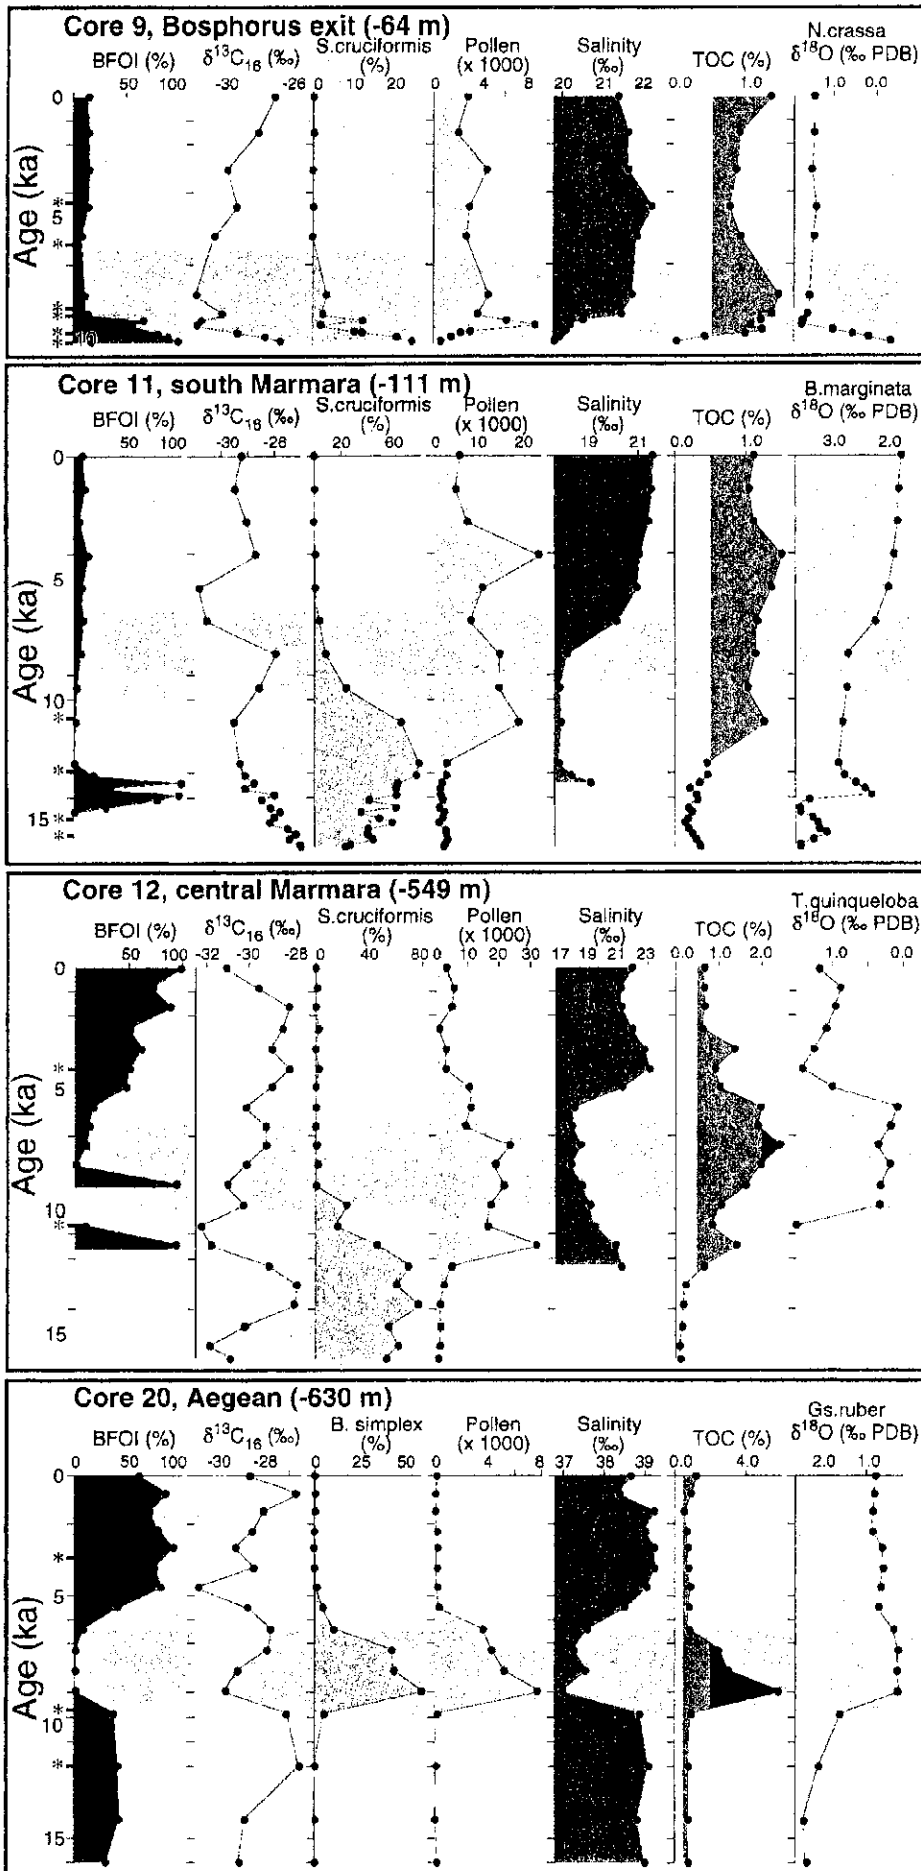 Core 9, Bosphorus exit (-64 m)
BFOI (%) δ¹³C₁₆ (‰) S.cruciformis (%) Pollen (x 1000) Salinity (‰) TOC (%) N.crassa δ¹⁸O (‰ PDB)
50 100 -30 -26 0 10 20 0 4 8 20 21 22 0.0 1.0 1.0 0.0
Age (ka)
0
*
5
*
*
*
*
10
*
Core 11, south Marmara (-111 m)
BFOI (%) δ¹³C₁₆ (‰) S.cruciformis (%) Pollen (x 1000) Salinity (‰) TOC (%) B.marginata δ¹⁸O (‰ PDB)
50 100 -30 -28 20 60 0 10 20 19 21 0.0 1.0 3.0 2.0
Age (ka)
0
5
10
*
*
15 *
*
Core 12, central Marmara (-549 m)
BFOI (%) δ¹³C₁₆ (‰) S.cruciformis (%) Pollen (x 1000) Salinity (‰) TOC (%) T.quinqueloba δ¹⁸O (‰ PDB)
50 100 -32 -30 -28 0 40 80 0 10 20 30 17 19 21 23 0.0 1.0 2.0 1.0 0.0
Age (ka)
0
*
5
10
*
15
Core 20, Aegean (-630 m)
BFOI (%) δ¹³C₁₆ (‰) B. simplex (%) Pollen (x 1000) Salinity (‰) TOC (%) Gs.ruber δ¹⁸O (‰ PDB)
0 50 100 -30 -28 0 25 50 0 4 8 37 38 39 0.0 4.0 2.0 1.0
Age (ka)
0
*
5
*
10
*
15